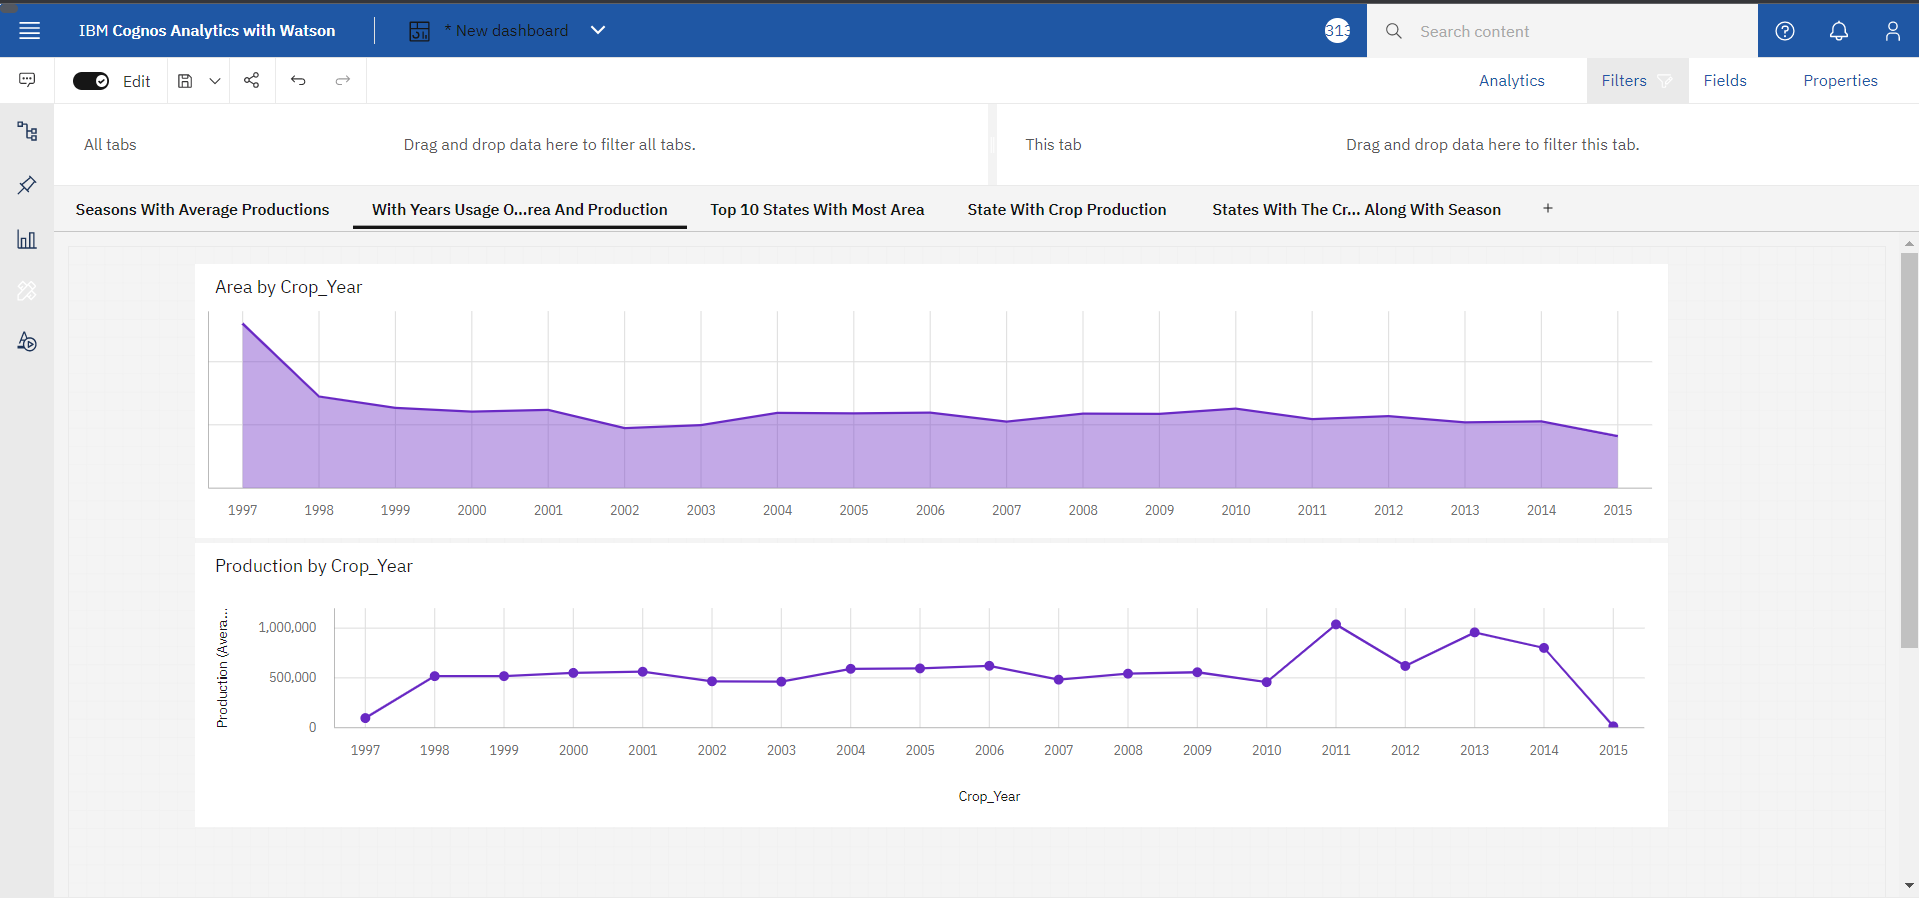 IBM Cognos Analytics with Watson
* New dashboard
313
Search content
Edit
Analytics
Filters
Fields
Properties
All tabs
Drag and drop data here to filter all tabs.
This tab
Drag and drop data here to filter this tab.
Seasons With Average Productions
With Years Usage O...rea And Production
Top 10 States With Most Area
State With Crop Production
States With The Cr... Along With Season
+
Area by Crop_Year
1997 1998 1999 2000 2001 2002 2003 2004 2005 2006 2007 2008 2009 2010 2011 2012 2013 2014 2015
Production by Crop_Year
Production (Avera...
1,000,000
500,000
0
1997 1998 1999 2000 2001 2002 2003 2004 2005 2006 2007 2008 2009 2010 2011 2012 2013 2014 2015
Crop_Year